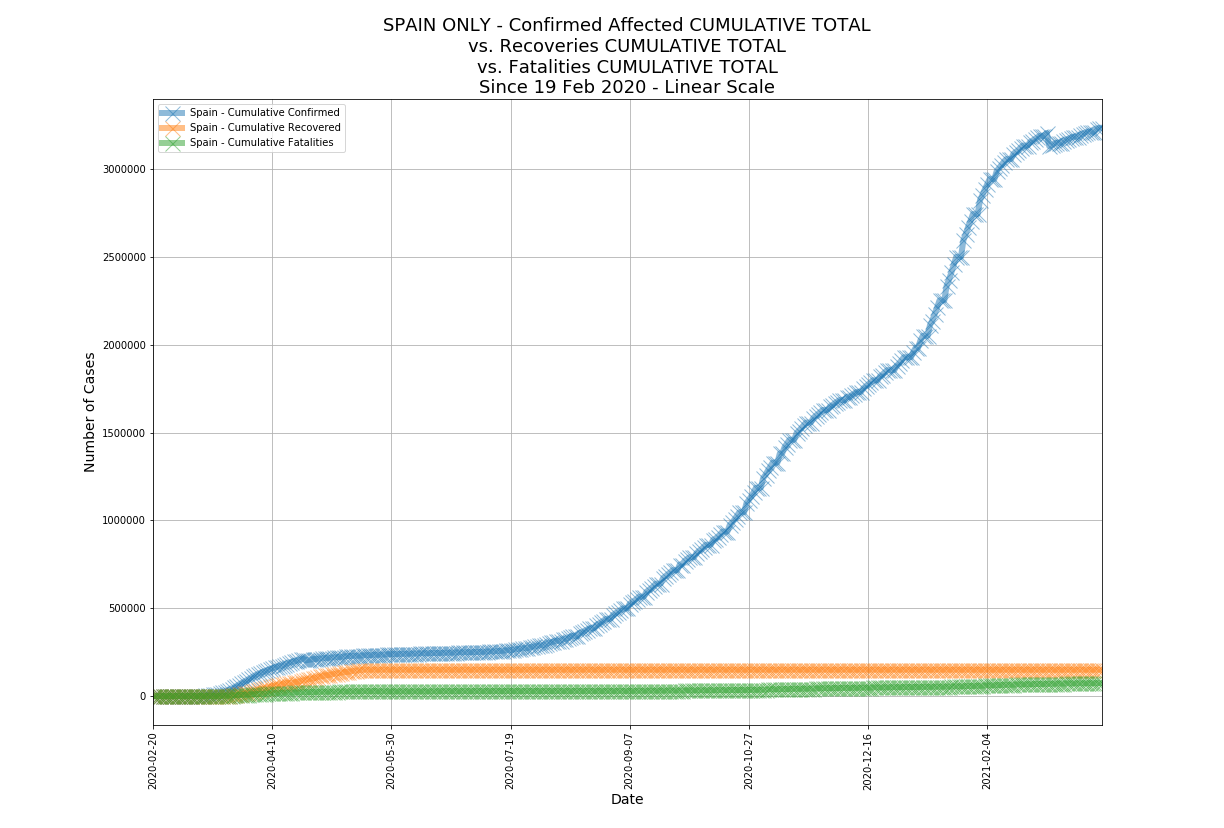 SPAIN ONLY - Confirmed Affected CUMULATIVE TOTAL
vs. Recoveries CUMULATIVE TOTAL
vs. Fatalities CUMULATIVE TOTAL
Since 19 Feb 2020 - Linear Scale
Spain - Cumulative Confirmed
Spain - Cumulative Recovered
Spain - Cumulative Fatalities
Number of Cases
3000000
2500000
2000000
1500000
1000000
500000
0
2020-02-20
2020-04-10
2020-05-30
2020-07-19
2020-09-07
2020-10-27
2020-12-16
2021-02-04
Date